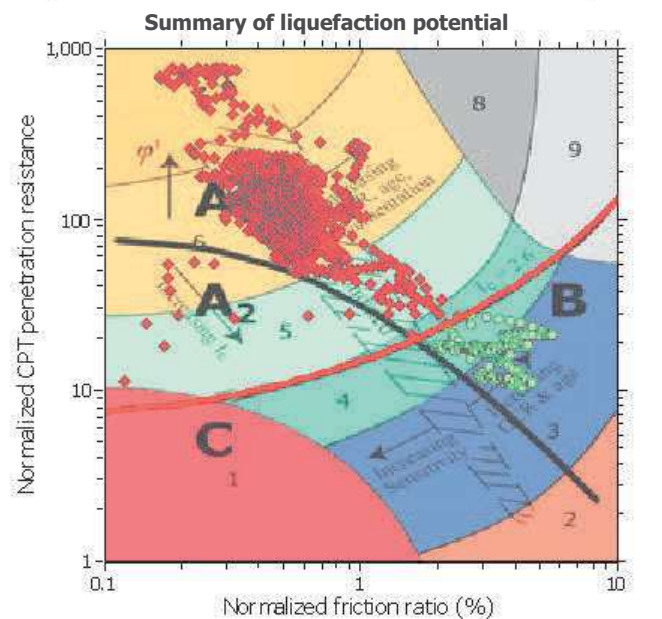 Summary of liquefaction potential
Normalized CPT penetration resistance
1,000
100
10
1
8
9
φ'
A
6
A2
Increasing
5
B
4
3
Increasing
Sensitivity
C
1
2
0.1
1
10
Normalized friction ratio (%)